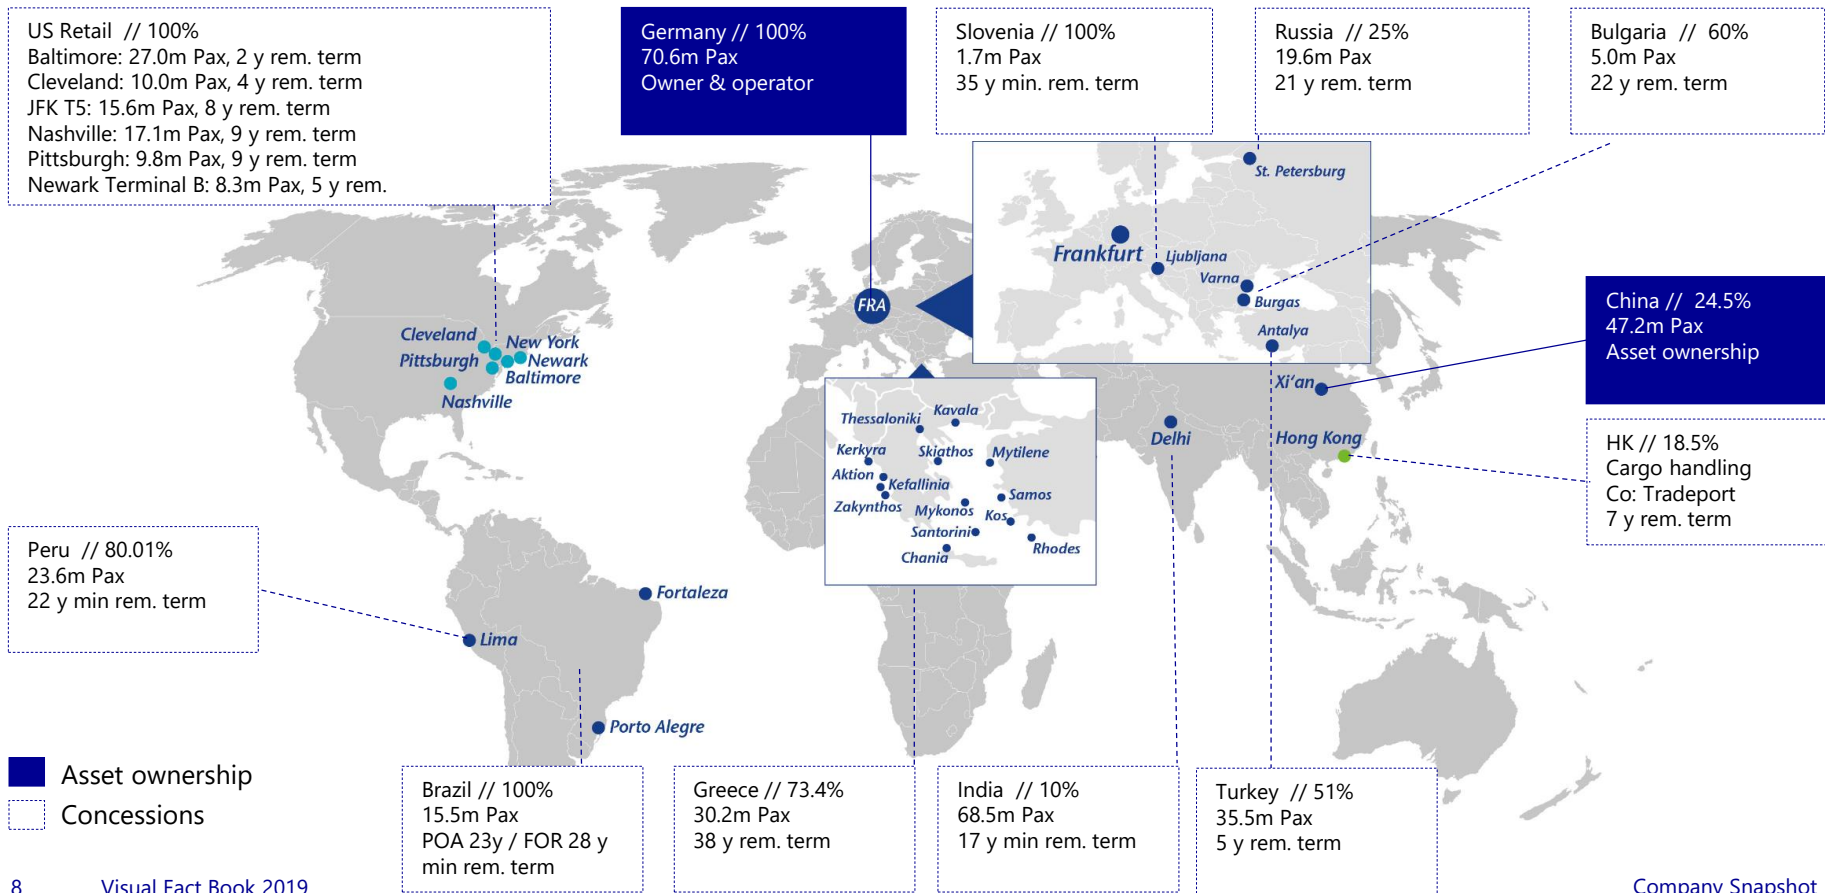 US Retail // 100%
Baltimore: 27.0m Pax, 2 y rem. term
Cleveland: 10.0m Pax, 4 y rem. term
JFK T5: 15.6m Pax, 8 y rem. term
Nashville: 17.1m Pax, 9 y rem. term
Pittsburgh: 9.8m Pax, 9 y rem. term
Newark Terminal B: 8.3m Pax, 5 y rem.
Germany // 100%
70.6m Pax
Owner & operator
Slovenia // 100%
1.7m Pax
35 y min. rem. term
Russia // 25%
19.6m Pax
21 y rem. term
Bulgaria // 60%
5.0m Pax
22 y rem. term
St. Petersburg
Frankfurt
Ljubljana
Varna
Burgas
Antalya
FRA
Cleveland
New York
Pittsburgh
Newark
Baltimore
Nashville
China // 24.5%
47.2m Pax
Asset ownership
Xi'an
Delhi
Hong Kong
HK // 18.5%
Cargo handling
Co: Tradeport
7 y rem. term
Thessaloniki
Kavala
Kerkyra
Skiathos
Mytilene
Aktion
Kefallinia
Zakynthos
Mykonos
Samos
Kos
Santorini
Rhodes
Chania
Peru // 80.01%
23.6m Pax
22 y min rem. term
Fortaleza
Lima
Porto Alegre
Asset ownership
Concessions
Brazil // 100%
15.5m Pax
POA 23y / FOR 28 y
min rem. term
Greece // 73.4%
30.2m Pax
38 y rem. term
India // 10%
68.5m Pax
17 y min rem. term
Turkey // 51%
35.5m Pax
5 y rem. term
8 Visual Fact Book 2019
Company Snapshot